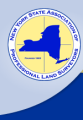 NEW YORK STATE ASSOCIATION OF
PROFESSIONAL LAND SURVEYORS